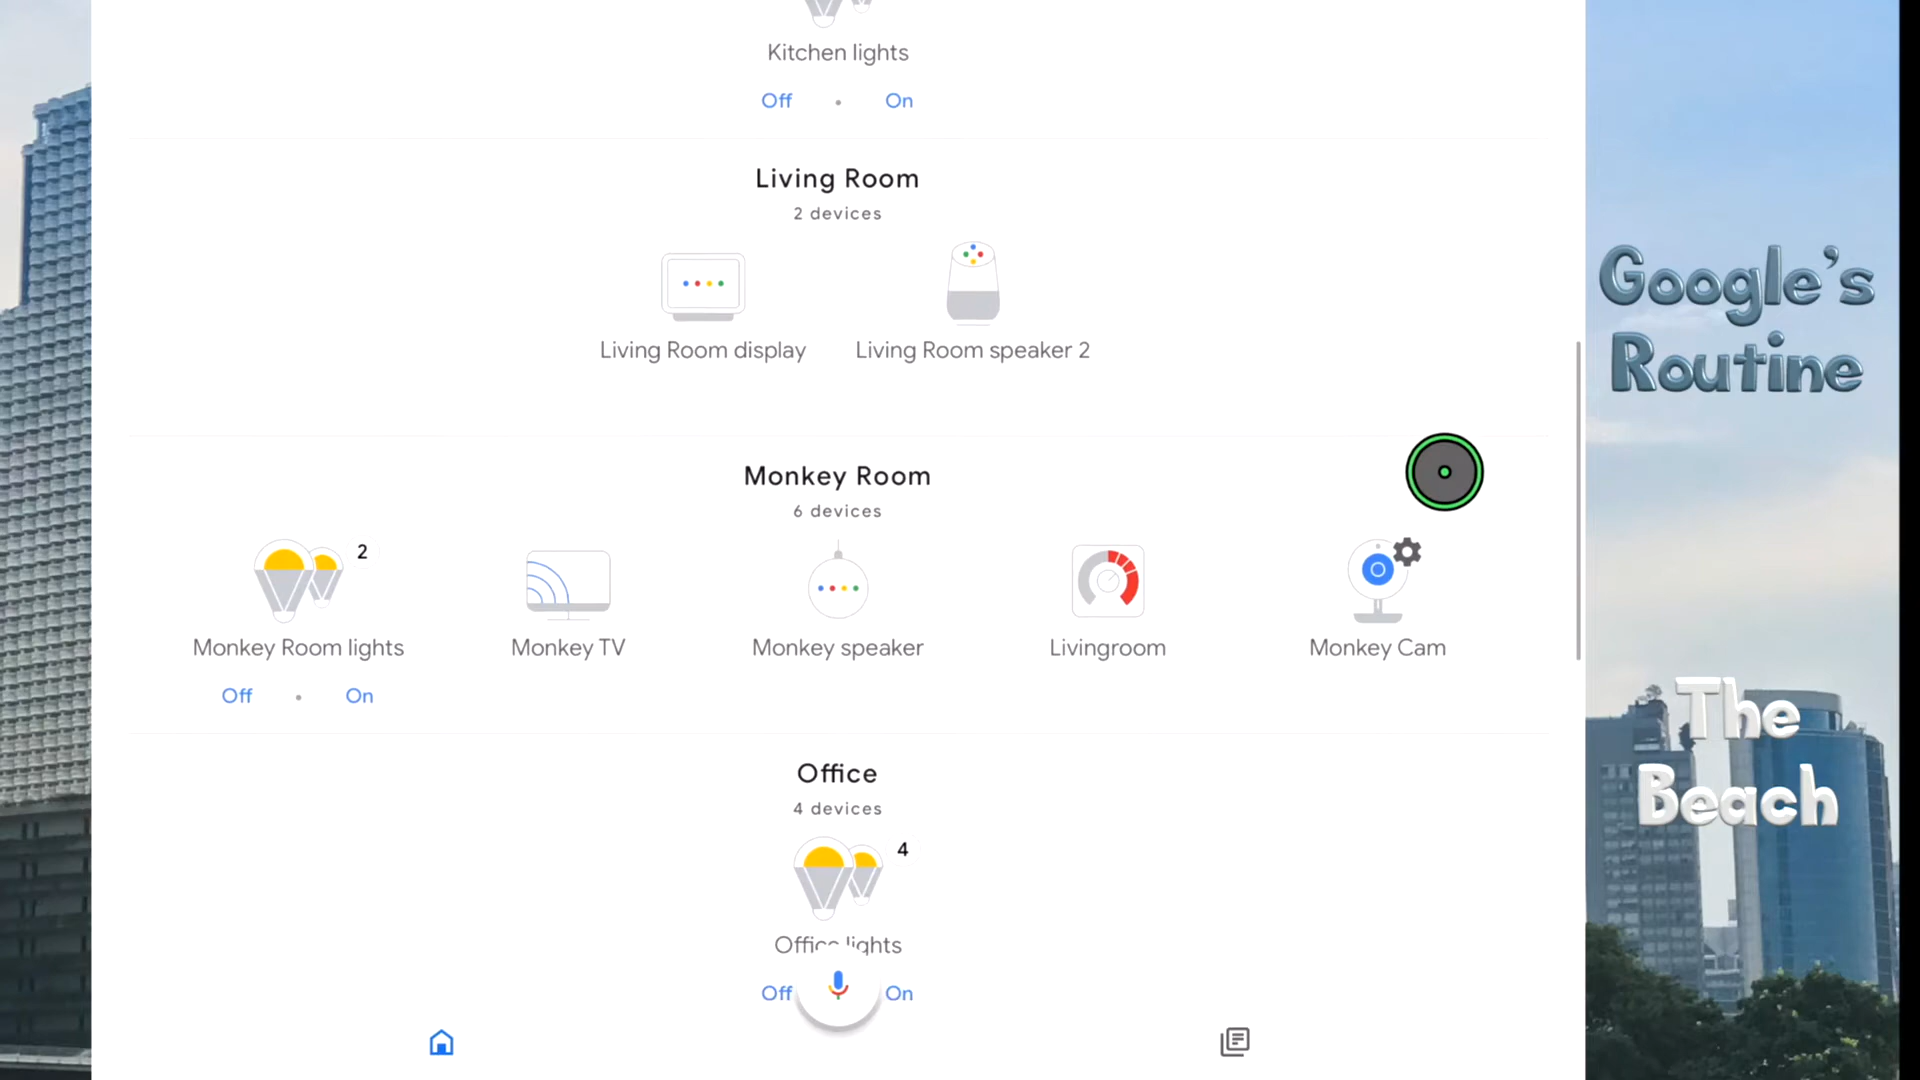 Kitchen lights
Off • On
Living Room
2 devices
Living Room display
Living Room speaker 2
Monkey Room
6 devices
2
Monkey Room lights
Monkey TV
Monkey speaker
Livingroom
Monkey Cam
Off • On
Office
4 devices
4
Office lights
Off
On
Google's
Routine
The
Beach